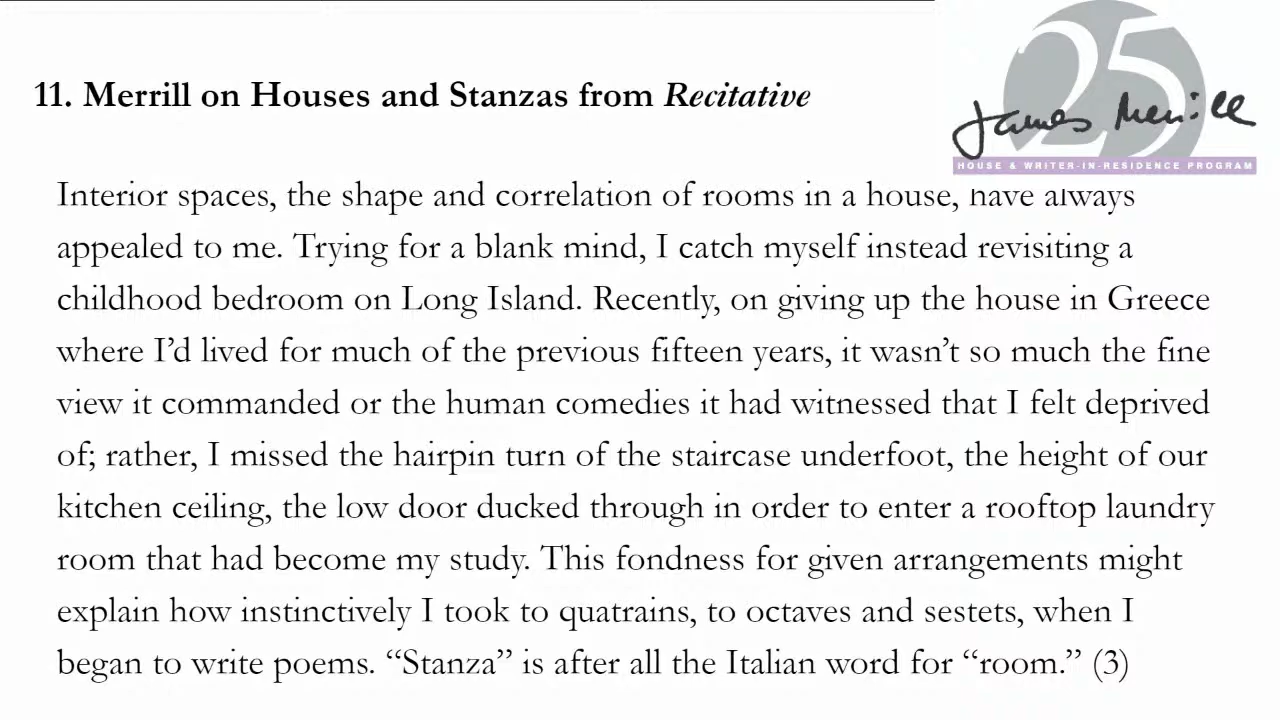 11. Merrill on Houses and Stanzas from Recitative
25
James Merrill
HOUSE & WRITER-IN-RESIDENCE PROGRAM
Interior spaces, the shape and correlation of rooms in a house, have always
appealed to me. Trying for a blank mind, I catch myself instead revisiting a
childhood bedroom on Long Island. Recently, on giving up the house in Greece
where I’d lived for much of the previous fifteen years, it wasn’t so much the fine
view it commanded or the human comedies it had witnessed that I felt deprived
of; rather, I missed the hairpin turn of the staircase underfoot, the height of our
kitchen ceiling, the low door ducked through in order to enter a rooftop laundry
room that had become my study. This fondness for given arrangements might
explain how instinctively I took to quatrains, to octaves and sestets, when I
began to write poems. “Stanza” is after all the Italian word for “room.” (3)